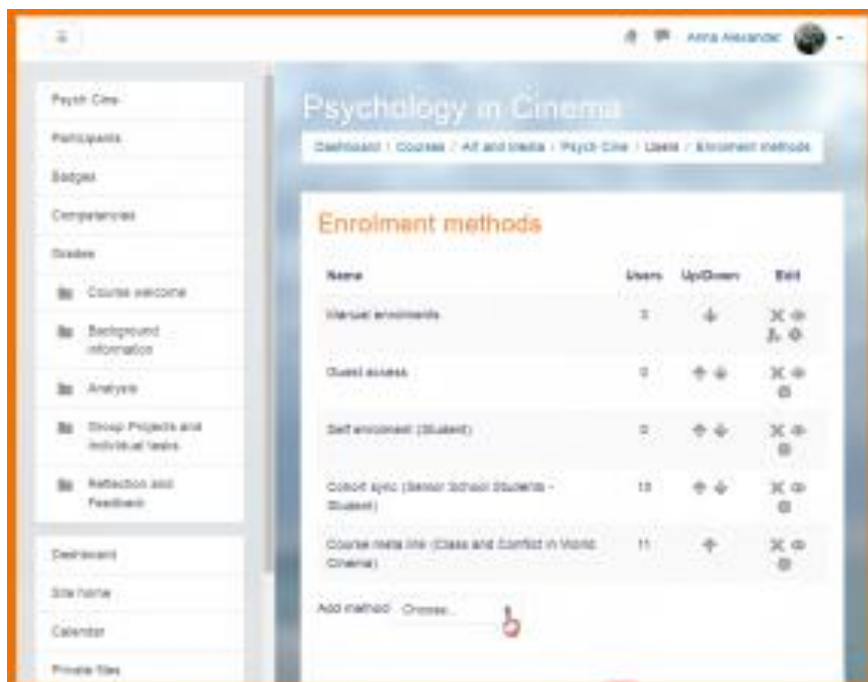 Anna Alexander
Psych Cine
Participants
Badges
Competencies
Grades
Course welcome
Background
information
Analysis
Group Projects and
individual tasks
Reflection and
Feedback
Dashboard
Site home
Calendar
Private files
Psychology in Cinema
Dashboard / Courses / Art and Media / Psych Cine / Users / Enrolment methods
Enrolment methods
Name Users Up/Down Edit
Manual enrolments
Guest access 0
Self enrolment (Student) 0
Cohort sync (Senior School Students -
Student)
Course meta link (Class and Conflict in World
Cinema) 11
Add method Choose...